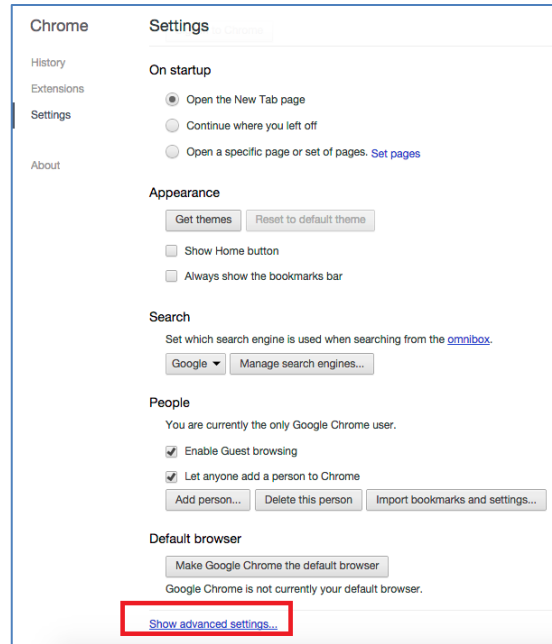 Chrome
History
Extensions
Settings
About
Settings
On startup
Open the New Tab page
Continue where you left off
Open a specific page or set of pages. Set pages
Appearance
Get themes Reset to default theme
Show Home button
Always show the bookmarks bar
Search
Set which search engine is used when searching from the omnibox.
Google Manage search engines...
People
You are currently the only Google Chrome user.
Enable Guest browsing
Let anyone add a person to Chrome
Add person... Delete this person Import bookmarks and settings...
Default browser
Make Google Chrome the default browser
Google Chrome is not currently your default browser.
Show advanced settings...